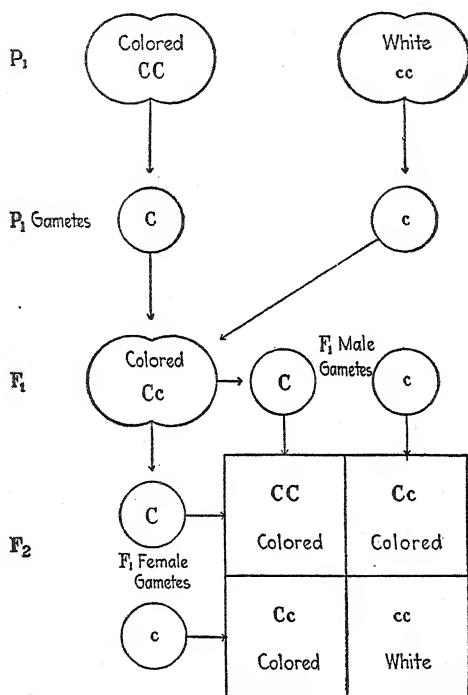 P₁
Colored
CC
White
cc
P₁ Gametes
C
c
F₁
Colored
Cc
C
F₁ Male
Gametes
c
F₂
C
F₁ Female
Gametes
c
CC
Colored
Cc
Colored
Cc
Colored
cc
White